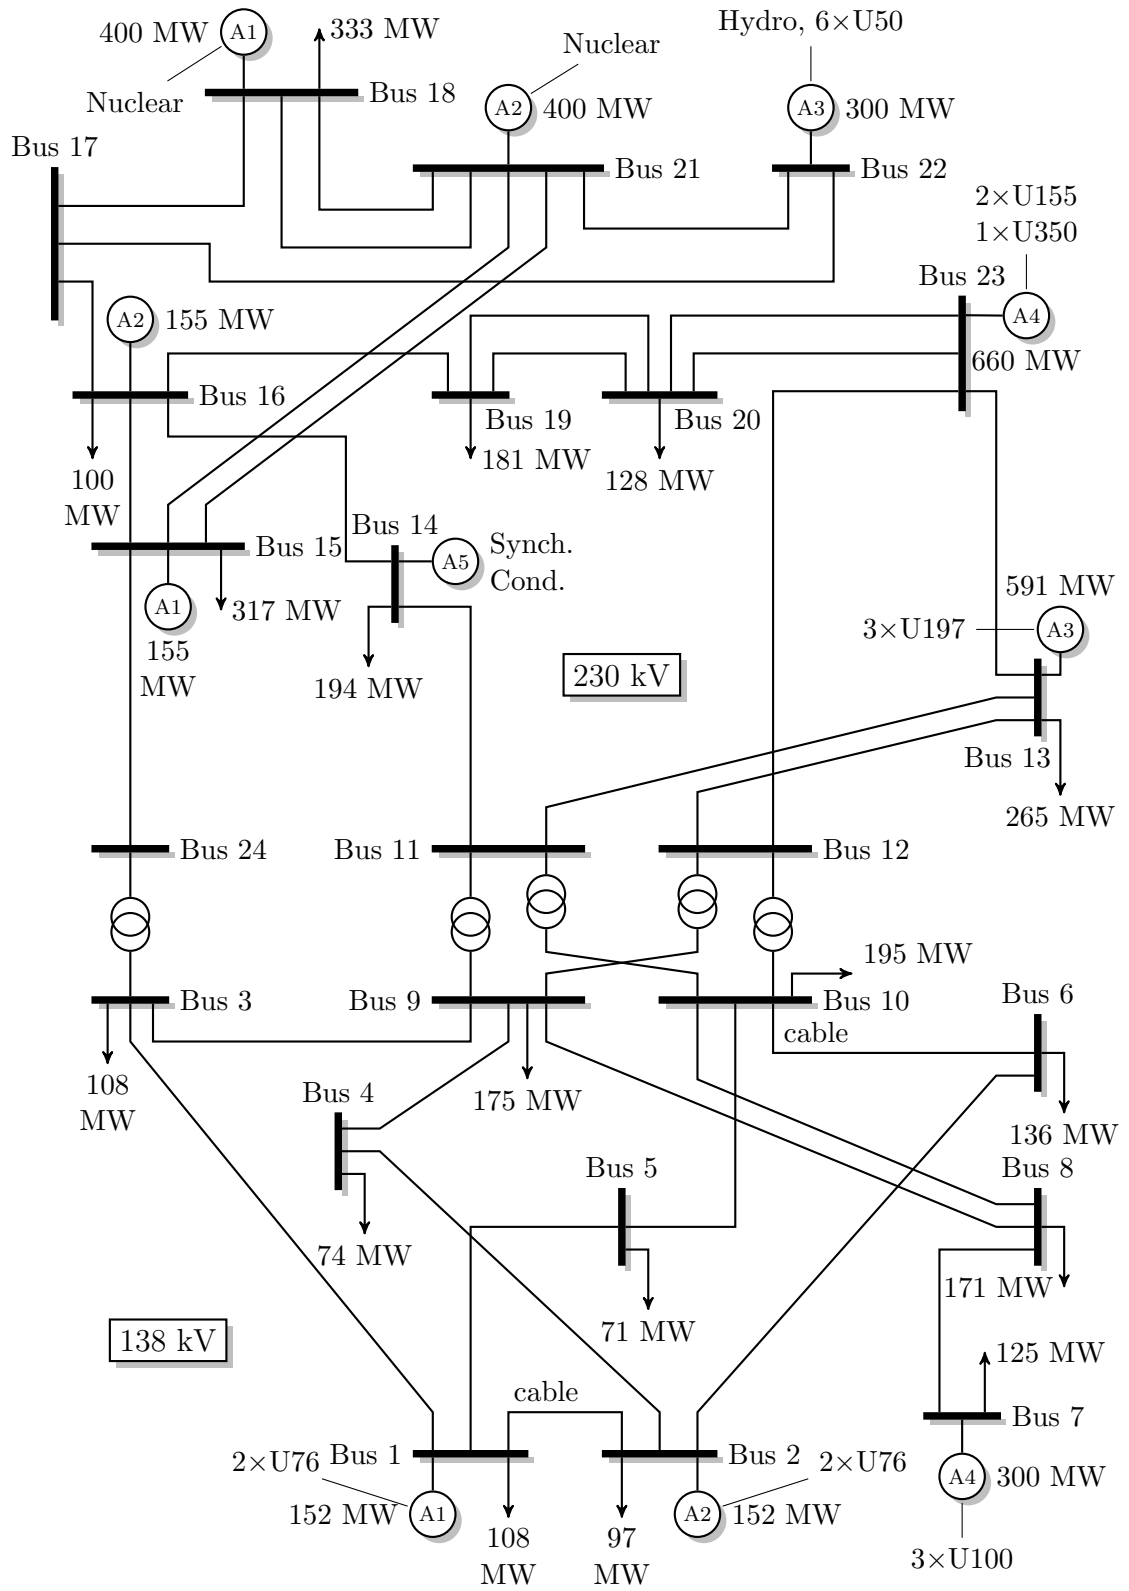 Hydro, 6×U50
400 MW
A1
333 MW
Nuclear
Nuclear
Bus 18
A2
400 MW
A3
300 MW
Bus 17
Bus 21
Bus 22
2×U155
1×U350
Bus 23
A2
155 MW
A4
660 MW
Bus 16
Bus 19
Bus 20
181 MW
100
MW
128 MW
Bus 14
Bus 15
A5
Synch.
Cond.
A1
317 MW
155
MW
591 MW
3×U197
A3
194 MW
230 kV
Bus 13
265 MW
Bus 24
Bus 11
Bus 12
195 MW
Bus 3
Bus 9
Bus 10
Bus 6
cable
108
MW
Bus 4
175 MW
136 MW
Bus 5
Bus 8
74 MW
171 MW
71 MW
138 kV
125 MW
cable
Bus 7
Bus 1
Bus 2
2×U76
2×U76
A4
300 MW
152 MW
A1
A2
152 MW
108
MW
97
MW
3×U100